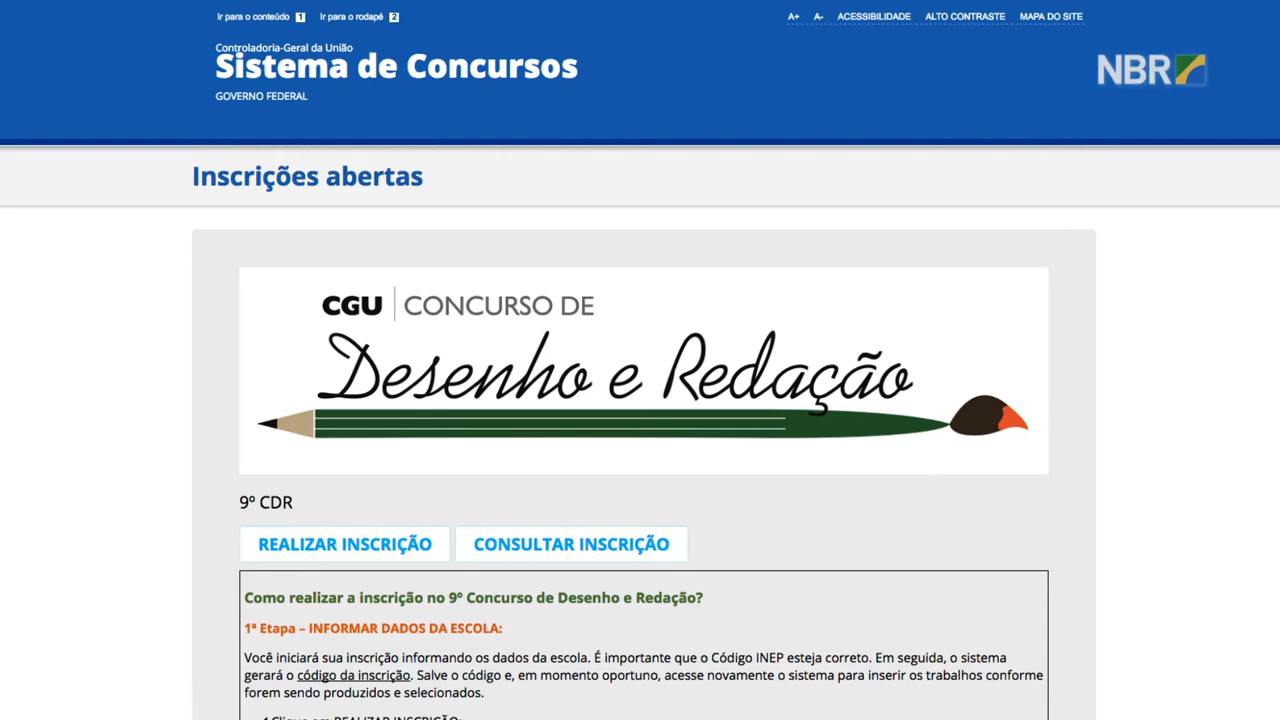 Ir para o conteúdo 1 Ir para o rodapé 2
A+ A- ACESSIBILIDADE ALTO CONTRASTE MAPA DO SITE
Controladoria-Geral da União
Sistema de Concursos
GOVERNO FEDERAL
NBR
Inscrições abertas
CGU CONCURSO DE
Desenho e Redação
9º CDR
REALIZAR INSCRIÇÃO CONSULTAR INSCRIÇÃO
Como realizar a inscrição no 9º Concurso de Desenho e Redação?
1ª Etapa – INFORMAR DADOS DA ESCOLA:
Você iniciará sua inscrição informando os dados da escola. É importante que o Código INEP esteja correto. Em seguida, o sistema
gerará o código da inscrição. Salve o código e, em momento oportuno, acesse novamente o sistema para inserir os trabalhos conforme
forem sendo produzidos e selecionados.
Clique em REALIZAR INSCRIÇÃO: